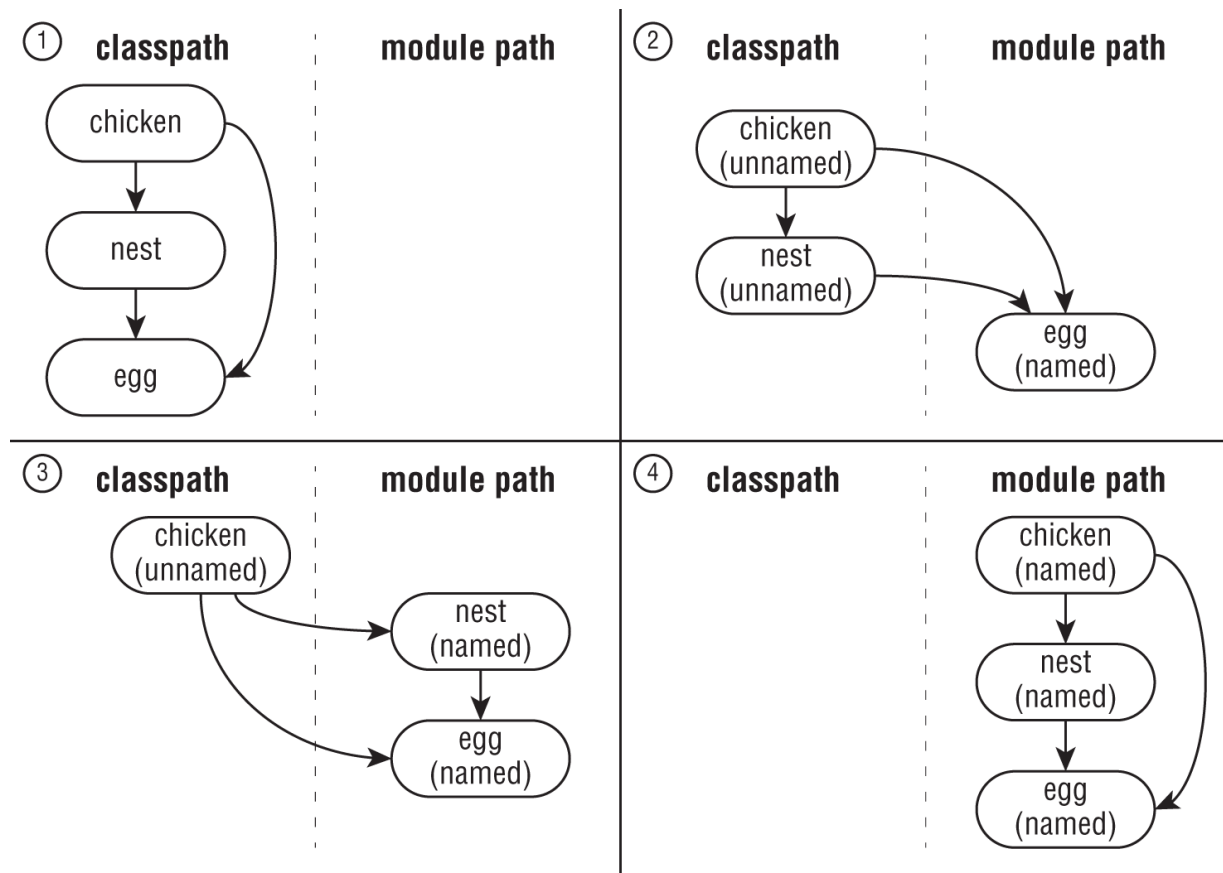 1
classpath
module path
chicken
nest
egg
2
classpath
module path
chicken
(unnamed)
nest
(unnamed)
egg
(named)
3
classpath
module path
chicken
(unnamed)
nest
(named)
egg
(named)
4
classpath
module path
chicken
(named)
nest
(named)
egg
(named)